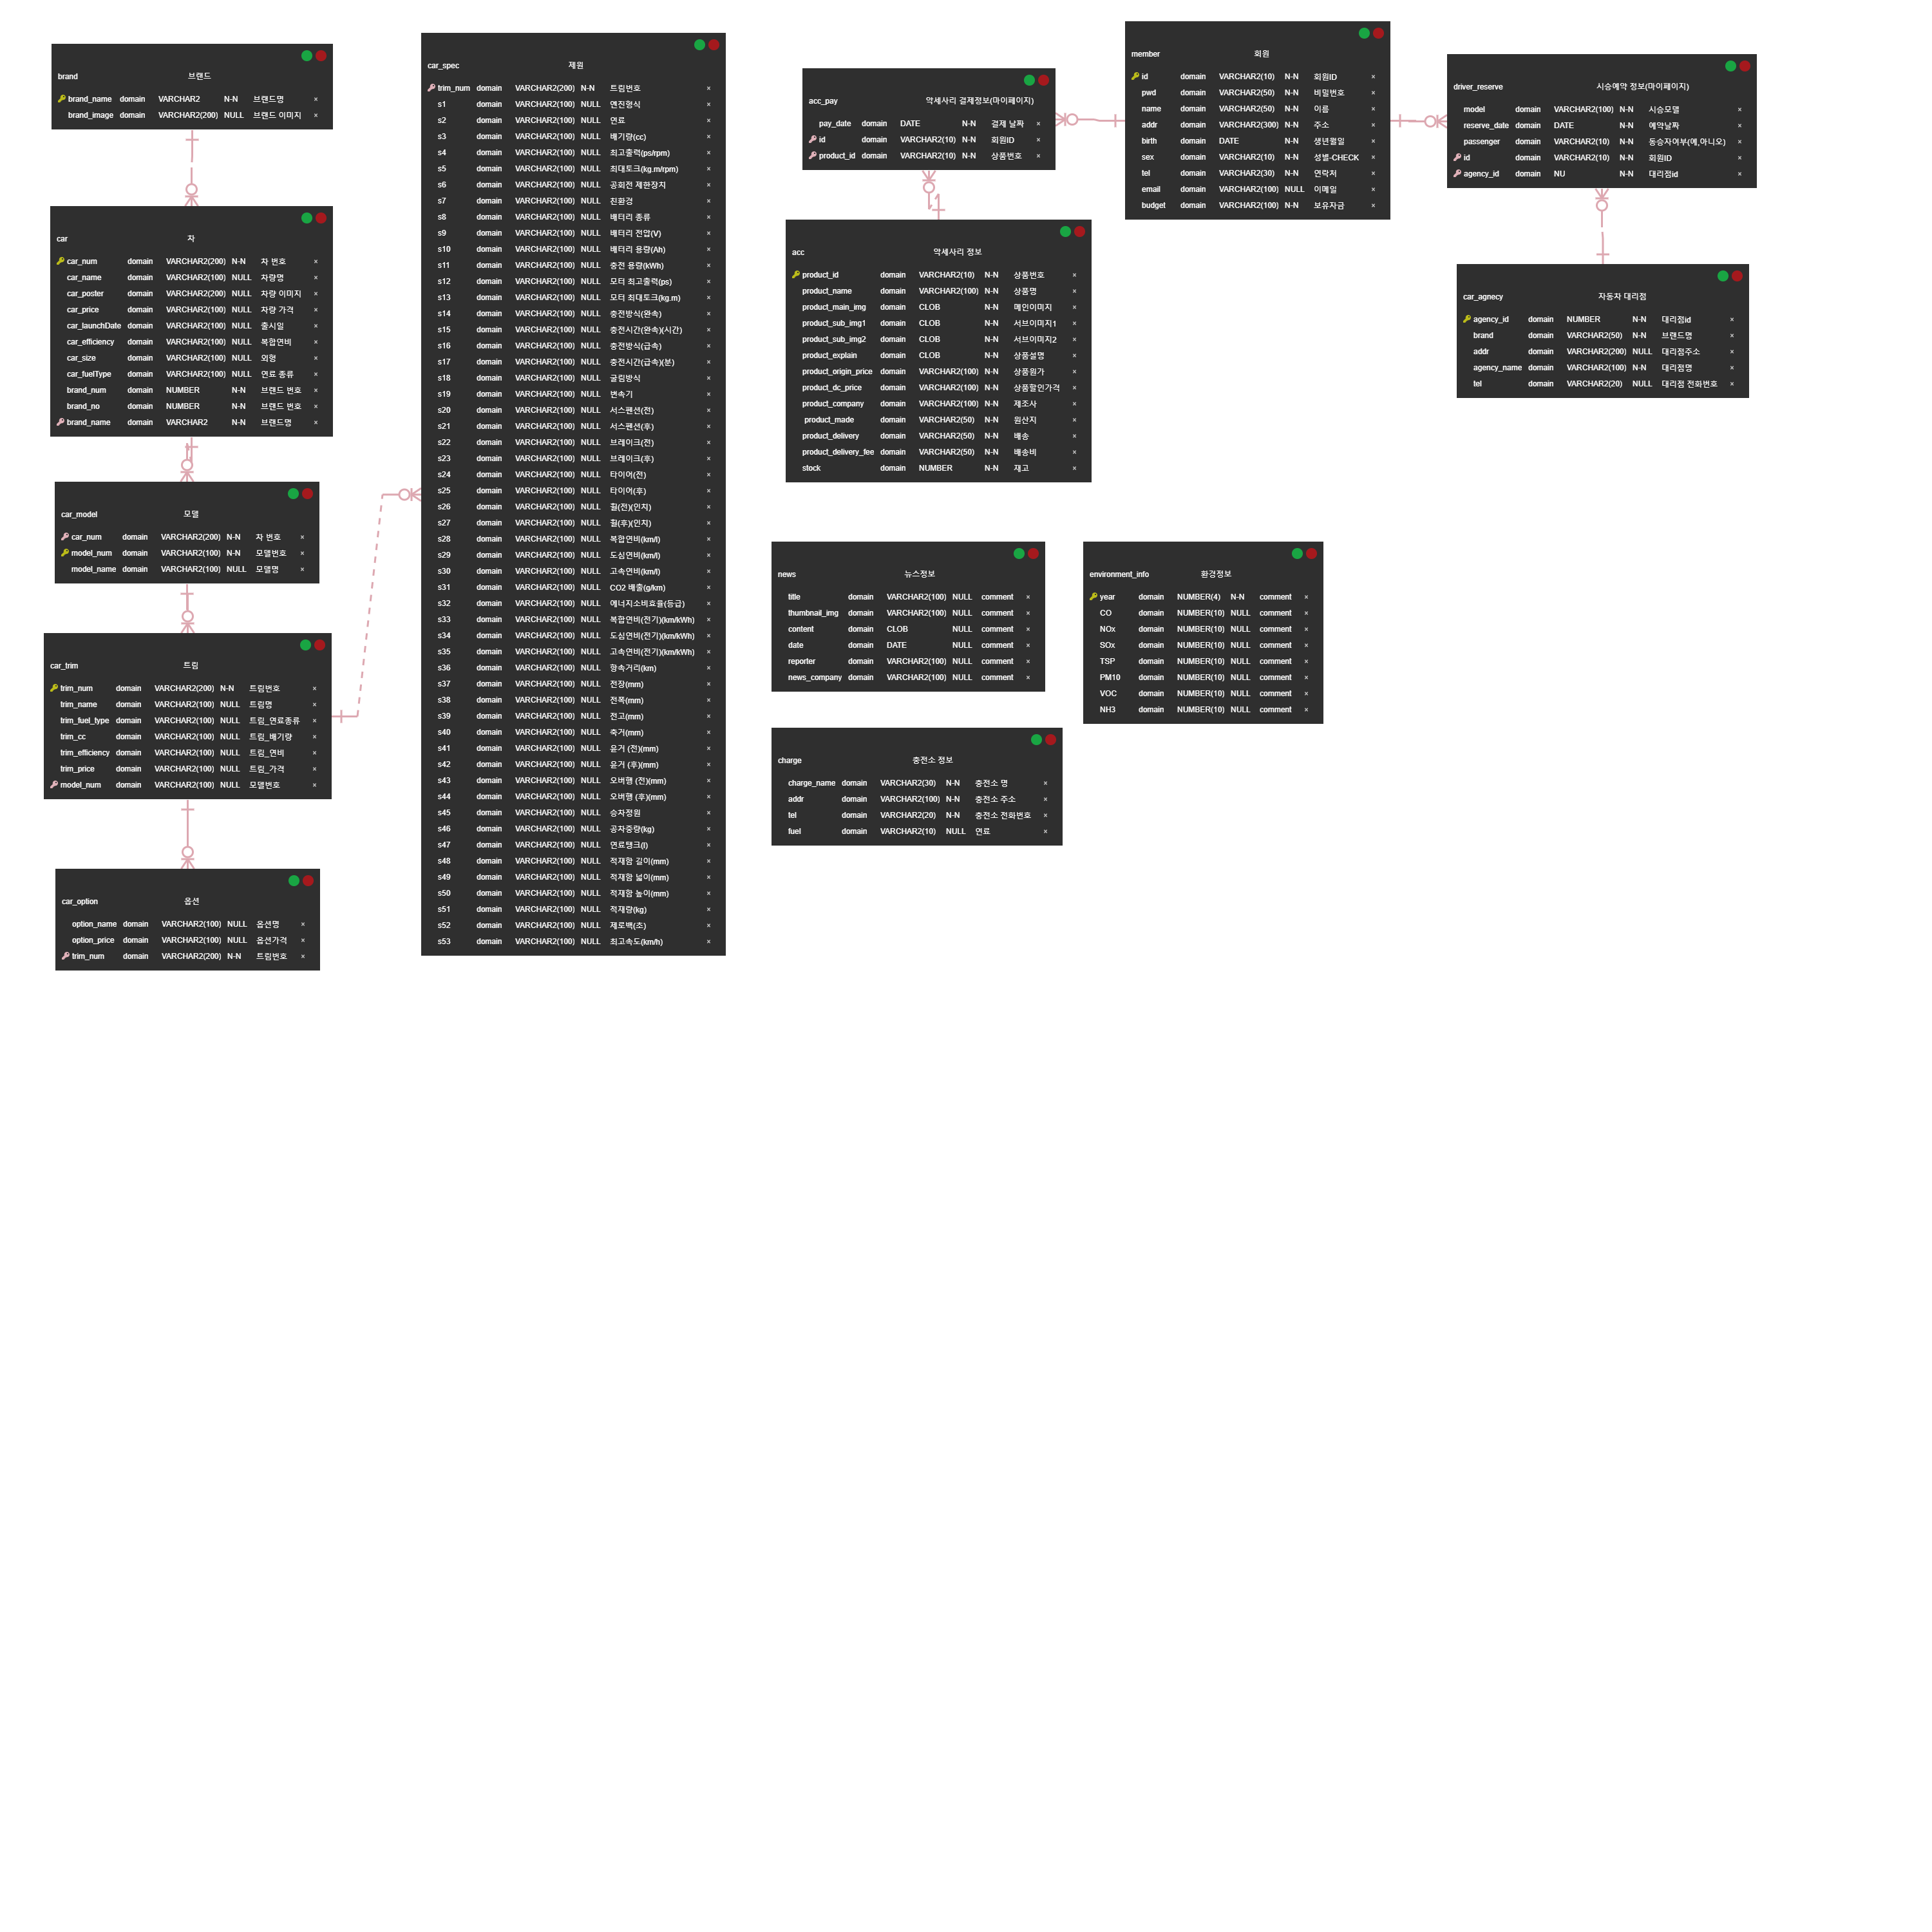 brand 브랜드
brand_name domain VARCHAR2 N-N 브랜드명 ×
brand_image domain VARCHAR2(200) NULL 브랜드 이미지 ×
car 차
car_num domain VARCHAR2(200) N-N 차 번호 ×
car_name domain VARCHAR2(100) NULL 차량명 ×
car_poster domain VARCHAR2(200) NULL 차량 이미지 ×
car_price domain VARCHAR2(100) NULL 차량 가격 ×
car_launchDate domain VARCHAR2(100) NULL 출시일 ×
car_efficiency domain VARCHAR2(100) NULL 복합연비 ×
car_size domain VARCHAR2(100) NULL 외형 ×
car_fuelType domain VARCHAR2(100) NULL 연료 종류 ×
brand_num domain NUMBER N-N 브랜드 번호 ×
brand_no domain NUMBER N-N 브랜드 번호 ×
brand_name domain VARCHAR2 N-N 브랜드명 ×
car_model 모델
car_num domain VARCHAR2(200) N-N 차 번호 ×
model_num domain VARCHAR2(100) N-N 모델번호 ×
model_name domain VARCHAR2(100) NULL 모델명 ×
car_trim 트림
trim_num domain VARCHAR2(200) N-N 트림번호 ×
trim_name domain VARCHAR2(100) NULL 트림명 ×
trim_fuel_type domain VARCHAR2(100) NULL 트림_연료종류 ×
trim_cc domain VARCHAR2(100) NULL 트림_배기량 ×
trim_efficiency domain VARCHAR2(100) NULL 트림_연비 ×
trim_price domain VARCHAR2(100) NULL 트림_가격 ×
model_num domain VARCHAR2(100) NULL 모델번호 ×
car_option 옵션
option_name domain VARCHAR2(100) NULL 옵션명 ×
option_price domain VARCHAR2(100) NULL 옵션가격 ×
trim_num domain VARCHAR2(200) N-N 트림번호 ×
car_spec 제원
trim_num domain VARCHAR2(200) N-N 트림번호 ×
s1 domain VARCHAR2(100) NULL 엔진형식 ×
s2 domain VARCHAR2(100) NULL 연료 ×
s3 domain VARCHAR2(100) NULL 배기량(cc) ×
s4 domain VARCHAR2(100) NULL 최고출력(ps/rpm) ×
s5 domain VARCHAR2(100) NULL 최대토크(kg.m/rpm) ×
s6 domain VARCHAR2(100) NULL 공회전 제한장치 ×
s7 domain VARCHAR2(100) NULL 친환경 ×
s8 domain VARCHAR2(100) NULL 배터리 종류 ×
s9 domain VARCHAR2(100) NULL 배터리 전압(V) ×
s10 domain VARCHAR2(100) NULL 배터리 용량(Ah) ×
s11 domain VARCHAR2(100) NULL 충전 용량(kWh) ×
s12 domain VARCHAR2(100) NULL 모터 최고출력(ps) ×
s13 domain VARCHAR2(100) NULL 모터 최대토크(kg.m) ×
s14 domain VARCHAR2(100) NULL 충전방식(완속) ×
s15 domain VARCHAR2(100) NULL 충전시간(완속)(시간) ×
s16 domain VARCHAR2(100) NULL 충전방식(급속) ×
s17 domain VARCHAR2(100) NULL 충전시간(급속)(분) ×
s18 domain VARCHAR2(100) NULL 굴림방식 ×
s19 domain VARCHAR2(100) NULL 변속기 ×
s20 domain VARCHAR2(100) NULL 서스펜션(전) ×
s21 domain VARCHAR2(100) NULL 서스펜션(후) ×
s22 domain VARCHAR2(100) NULL 브레이크(전) ×
s23 domain VARCHAR2(100) NULL 브레이크(후) ×
s24 domain VARCHAR2(100) NULL 타이어(전) ×
s25 domain VARCHAR2(100) NULL 타이어(후) ×
s26 domain VARCHAR2(100) NULL 휠(전)(인치) ×
s27 domain VARCHAR2(100) NULL 휠(후)(인치) ×
s28 domain VARCHAR2(100) NULL 복합연비(km/l) ×
s29 domain VARCHAR2(100) NULL 도심연비(km/l) ×
s30 domain VARCHAR2(100) NULL 고속연비(km/l) ×
s31 domain VARCHAR2(100) NULL CO2 배출(g/km) ×
s32 domain VARCHAR2(100) NULL 에너지소비효율(등급) ×
s33 domain VARCHAR2(100) NULL 복합연비(전기)(km/kWh) ×
s34 domain VARCHAR2(100) NULL 도심연비(전기)(km/kWh) ×
s35 domain VARCHAR2(100) NULL 고속연비(전기)(km/kWh) ×
s36 domain VARCHAR2(100) NULL 항속거리(km) ×
s37 domain VARCHAR2(100) NULL 전장(mm) ×
s38 domain VARCHAR2(100) NULL 전폭(mm) ×
s39 domain VARCHAR2(100) NULL 전고(mm) ×
s40 domain VARCHAR2(100) NULL 축거(mm) ×
s41 domain VARCHAR2(100) NULL 윤거 (전)(mm) ×
s42 domain VARCHAR2(100) NULL 윤거 (후)(mm) ×
s43 domain VARCHAR2(100) NULL 오버행 (전)(mm) ×
s44 domain VARCHAR2(100) NULL 오버행 (후)(mm) ×
s45 domain VARCHAR2(100) NULL 승차정원 ×
s46 domain VARCHAR2(100) NULL 공차중량(kg) ×
s47 domain VARCHAR2(100) NULL 연료탱크(l) ×
s48 domain VARCHAR2(100) NULL 적재함 길이(mm) ×
s49 domain VARCHAR2(100) NULL 적재함 넓이(mm) ×
s50 domain VARCHAR2(100) NULL 적재함 높이(mm) ×
s51 domain VARCHAR2(100) NULL 적재량(kg) ×
s52 domain VARCHAR2(100) NULL 제로백(초) ×
s53 domain VARCHAR2(100) NULL 최고속도(km/h) ×
acc_pay 악세사리 결제정보(마이페이지)
pay_date domain DATE N-N 결제 날짜 ×
id domain VARCHAR2(10) N-N 회원ID ×
product_id domain VARCHAR2(10) N-N 상품번호 ×
acc 악세사리 정보
product_id domain VARCHAR2(10) N-N 상품번호 ×
product_name domain VARCHAR2(100) N-N 상품명 ×
product_main_img domain CLOB N-N 메인이미지 ×
product_sub_img1 domain CLOB N-N 서브이미지1 ×
product_sub_img2 domain CLOB N-N 서브이미지2 ×
product_explain domain CLOB N-N 상품설명 ×
product_origin_price domain VARCHAR2(100) N-N 상품원가 ×
product_dc_price domain VARCHAR2(100) N-N 상품할인가격 ×
product_company domain VARCHAR2(100) N-N 제조사 ×
product_made domain VARCHAR2(50) N-N 원산지 ×
product_delivery domain VARCHAR2(50) N-N 배송 ×
product_delivery_fee domain VARCHAR2(50) N-N 배송비 ×
stock domain NUMBER N-N 재고 ×
member 회원
id domain VARCHAR2(10) N-N 회원ID ×
pwd domain VARCHAR2(50) N-N 비밀번호 ×
name domain VARCHAR2(50) N-N 이름 ×
addr domain VARCHAR2(300) N-N 주소 ×
birth domain DATE N-N 생년월일 ×
sex domain VARCHAR2(10) N-N 성별-CHECK ×
tel domain VARCHAR2(30) N-N 연락처 ×
email domain VARCHAR2(100) NULL 이메일 ×
budget domain VARCHAR2(100) N-N 보유자금 ×
driver_reserve 시승예약 정보(마이페이지)
model domain VARCHAR2(100) N-N 시승모델 ×
reserve_date domain DATE N-N 예약날짜 ×
passenger domain VARCHAR2(10) N-N 동승자여부(예,아니오) ×
id domain VARCHAR2(10) N-N 회원ID ×
agency_id domain NU N-N 대리점id ×
car_agnecy 자동자 대리점
agency_id domain NUMBER N-N 대리점id ×
brand domain VARCHAR2(50) N-N 브랜드명 ×
addr domain VARCHAR2(200) NULL 대리점주소 ×
agency_name domain VARCHAR2(100) N-N 대리점명 ×
tel domain VARCHAR2(20) NULL 대리점 전화번호 ×
news 뉴스정보
title domain VARCHAR2(100) NULL comment ×
thumbnail_img domain VARCHAR2(100) NULL comment ×
content domain CLOB NULL comment ×
date domain DATE NULL comment ×
reporter domain VARCHAR2(100) NULL comment ×
news_company domain VARCHAR2(100) NULL comment ×
environment_info 환경정보
year domain NUMBER(4) N-N comment ×
CO domain NUMBER(10) NULL comment ×
NOx domain NUMBER(10) NULL comment ×
SOx domain NUMBER(10) NULL comment ×
TSP domain NUMBER(10) NULL comment ×
PM10 domain NUMBER(10) NULL comment ×
VOC domain NUMBER(10) NULL comment ×
NH3 domain NUMBER(10) NULL comment ×
charge 충전소 정보
charge_name domain VARCHAR2(30) N-N 충전소 명 ×
addr domain VARCHAR2(100) N-N 충전소 주소 ×
tel domain VARCHAR2(20) N-N 충전소 전화번호 ×
fuel domain VARCHAR2(10) NULL 연료 ×